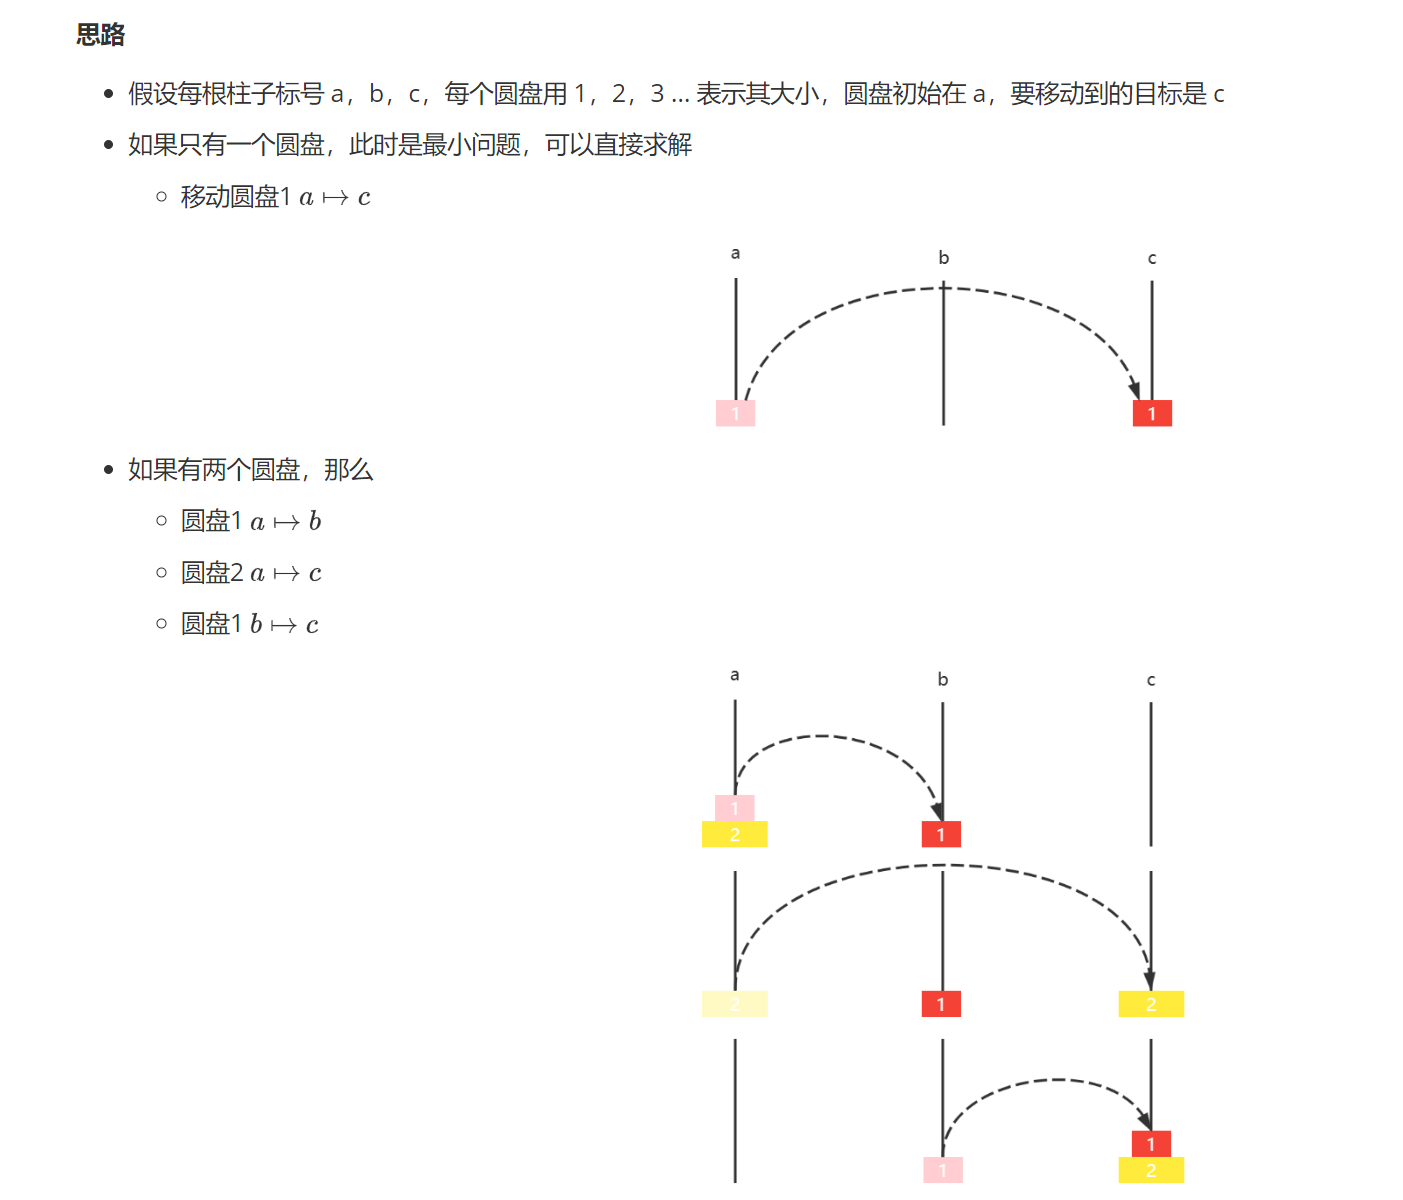 思路
假设每根柱子标号 a，b，c，每个圆盘用 1，2，3 ... 表示其大小，圆盘初始在 a，要移动到的目标是 c
如果只有一个圆盘，此时是最小问题，可以直接求解
移动圆盘1 a ↦ c
a b c
1 1
如果有两个圆盘，那么
圆盘1 a ↦ b
圆盘2 a ↦ c
圆盘1 b ↦ c
a b c
1
2 1
2 1 2
1
1 2